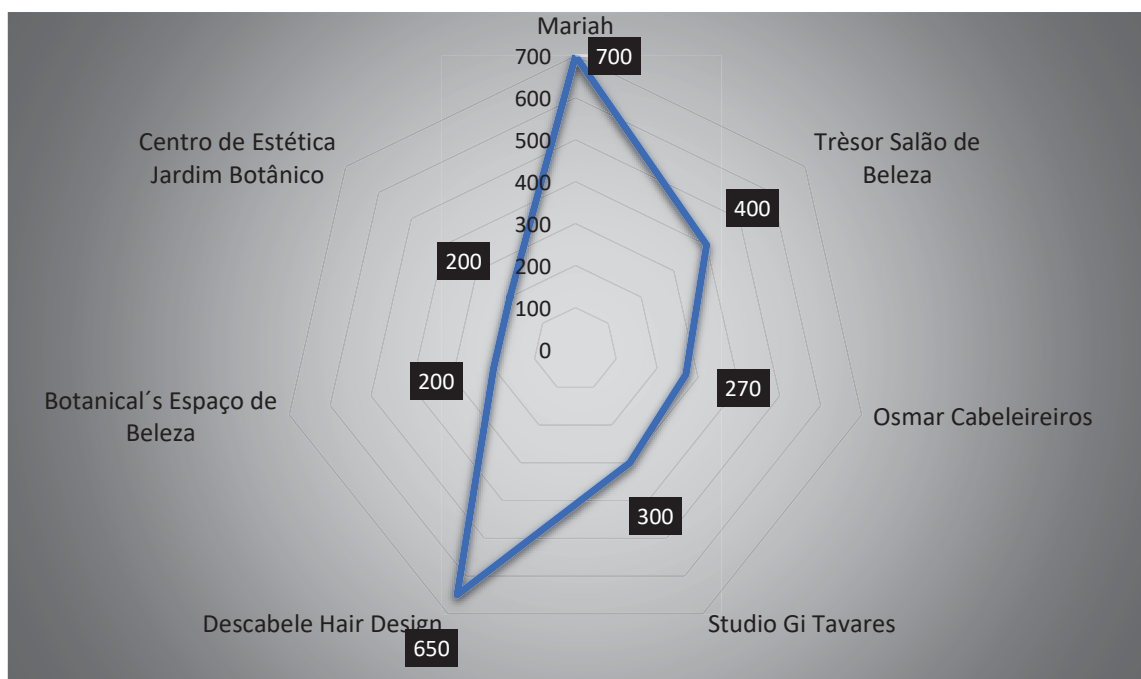 Mariah
700
700
600
500
400
300
200
100
0
Trèsor Salão de
Beleza
400
Osmar Cabeleireiros
270
Studio Gi Tavares
300
Descabele Hair Design
650
Botanical´s Espaço de
Beleza
200
Centro de Estética
Jardim Botânico
200